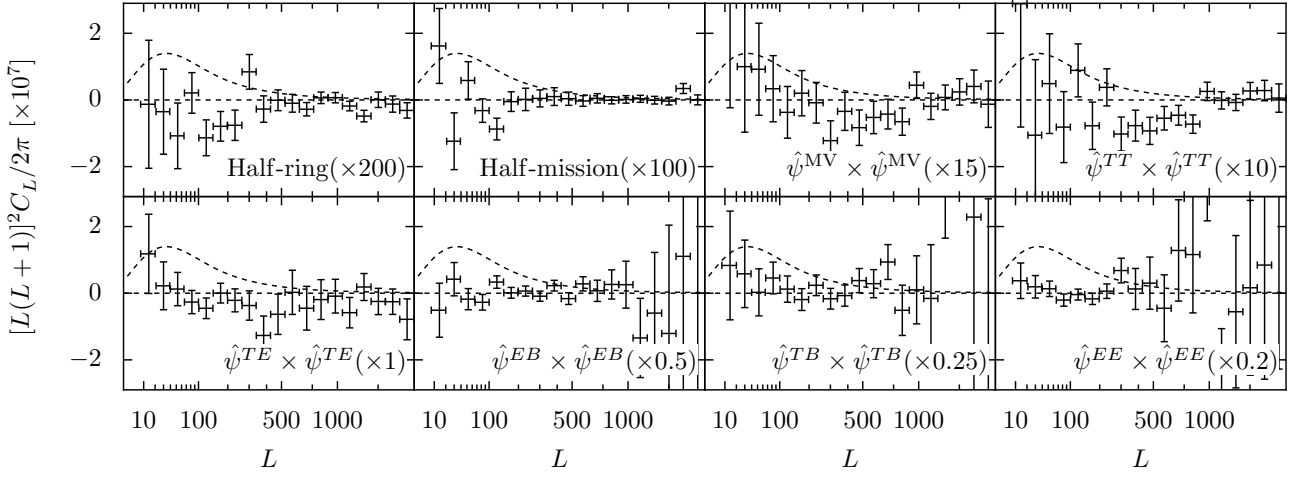 [L(L + 1)]²C_L/2π [×10⁷]
2
0
−2
Half-ring(×200)
Half-mission(×100)
ψ̂^MV × ψ̂^MV(×15)
ψ̂^TT × ψ̂^TT(×10)
2
0
−2
ψ̂^TE × ψ̂^TE(×1)
ψ̂^EB × ψ̂^EB(×0.5)
ψ̂^TB × ψ̂^TB(×0.25)
ψ̂^EE × ψ̂^EE(×0.2)
10 100 500 1000 10 100 500 1000 10 100 500 1000 10 100 500 1000
L L L L